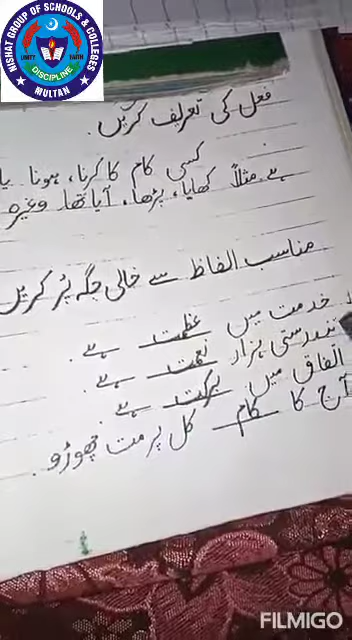 NISHAT GROUP OF SCHOOLS & COLLEGES
UNITY FAITH
DISCIPLINE
MULTAN
فعل کی تعریف کریں۔
کسی کام کا کرنا، ہونا یا
ہے مثلاً کھایا، پڑھا، آیا تھا وغیرہ
مناسب الفاظ سے خالی جگہ پُر کریں
خدمت میں عظمت ہے۔
تندرستی ہزار نعمت ہے۔
اتفاق میں برکت ہے۔
آج کا کام کل پر مت چھوڑو۔
FILMIGO